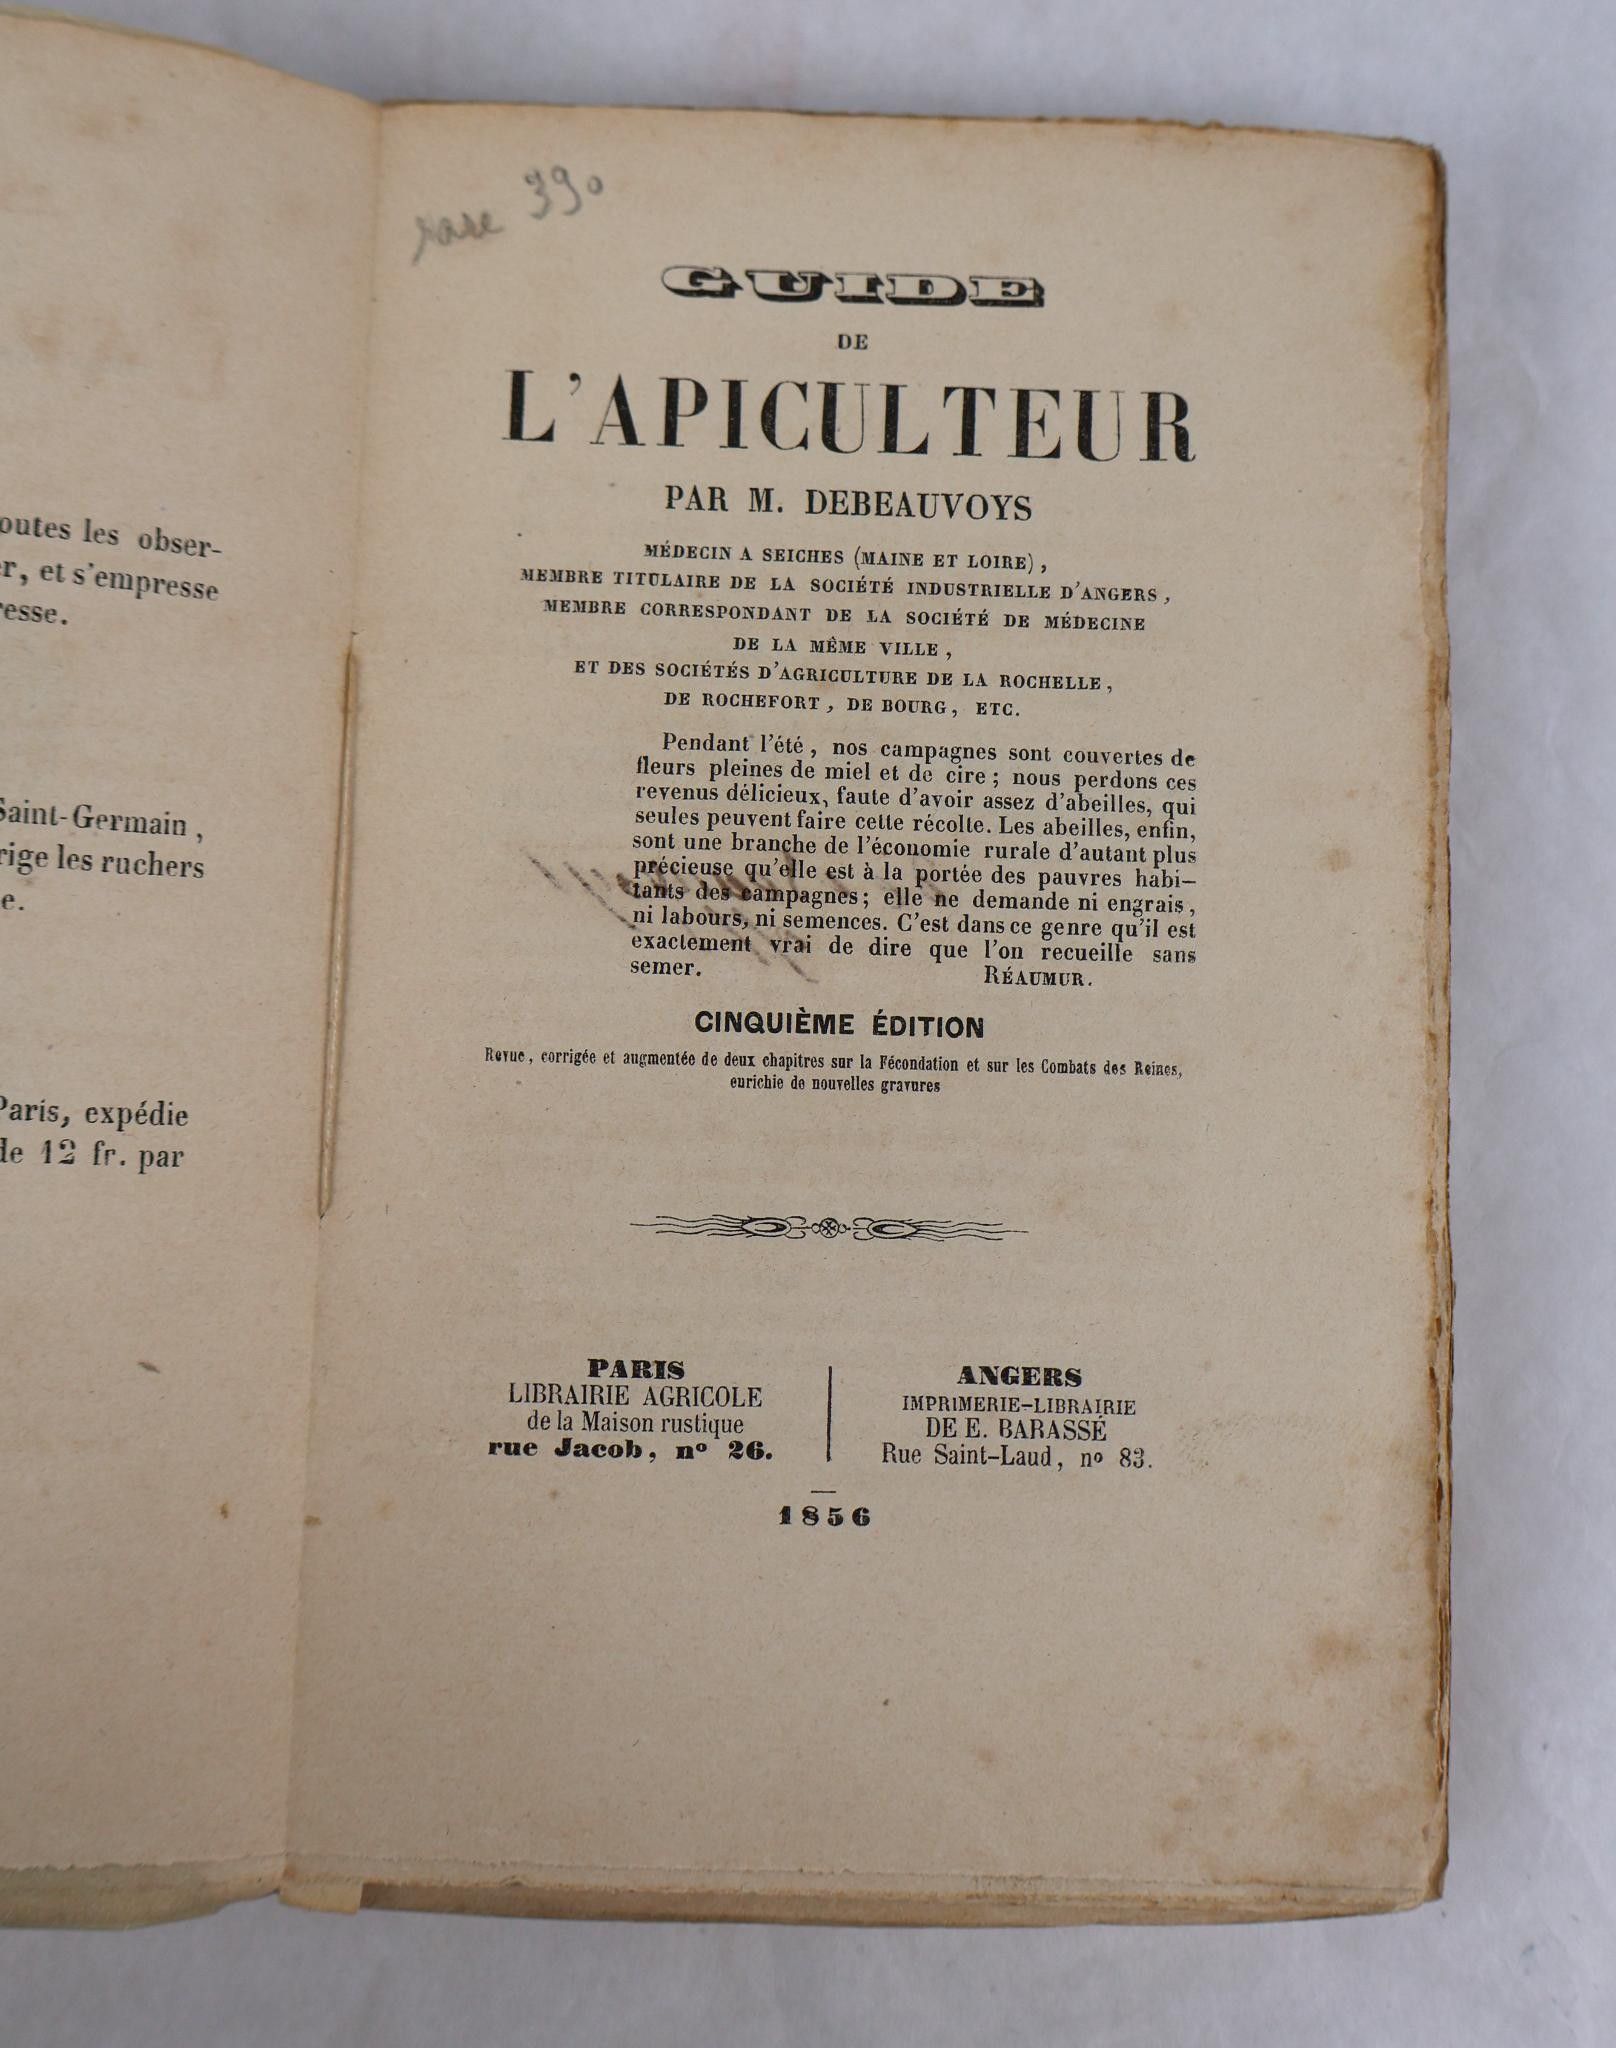 outes les obser-
r, et s'empresse
resse.
Saint-Germain,
rige les ruchers
e.
Paris, expédie
de 12 fr. par
rare 390
GUIDE
DE
L'APICULTEUR
PAR M. DEBEAUVOYS
MÉDECIN A SEICHES (MAINE ET LOIRE),
MEMBRE TITULAIRE DE LA SOCIÉTÉ INDUSTRIELLE D'ANGERS,
MEMBRE CORRESPONDANT DE LA SOCIÉTÉ DE MÉDECINE
DE LA MÊME VILLE,
ET DES SOCIÉTÉS D'AGRICULTURE DE LA ROCHELLE,
DE ROCHEFORT, DE BOURG, ETC.
Pendant l'été, nos campagnes sont couvertes de
fleurs pleines de miel et de cire; nous perdons ces
revenus délicieux, faute d'avoir assez d'abeilles, qui
seules peuvent faire cette récolte. Les abeilles, enfin,
sont une branche de l'économie rurale d'autant plus
précieuse qu'elle est à la portée des pauvres habi-
tants des campagnes; elle ne demande ni engrais,
ni labours, ni semences. C'est dans ce genre qu'il est
exactement vrai de dire que l'on recueille sans
semer. RÉAUMUR.
CINQUIÈME ÉDITION
Revue, corrigée et augmentée de deux chapitres sur la Fécondation et sur les Combats des Reines,
enrichie de nouvelles gravures
PARIS
LIBRAIRIE AGRICOLE
de la Maison rustique
rue Jacob, nº 26.
ANGERS
IMPRIMERIE-LIBRAIRIE
DE E. BARASSÉ
Rue Saint-Laud, nº 83.
1856